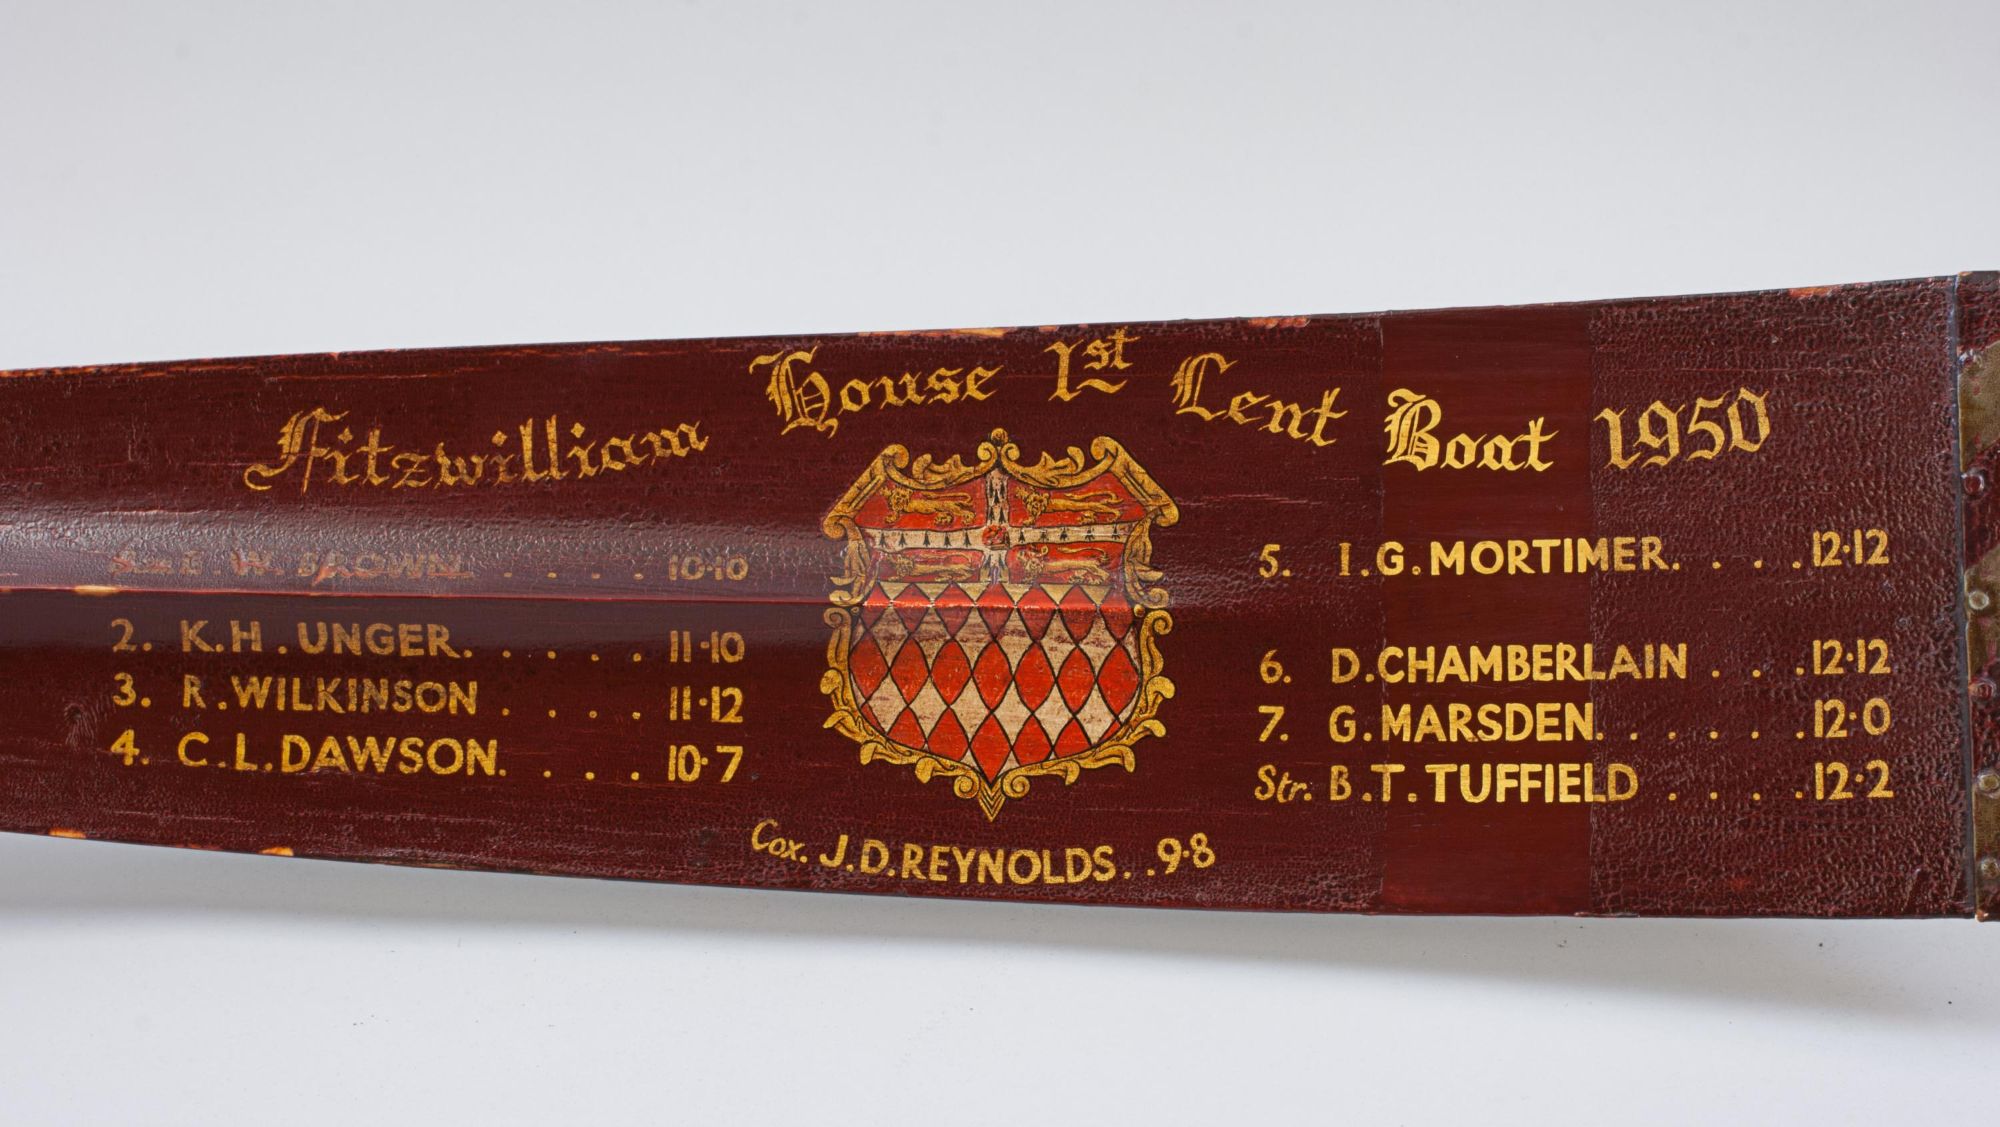 Fitzwilliam House 1st Lent Boat 1950
W. BROWN . . . . 10·10
2. K.H. UNGER. . . . . 11·10
3. R. WILKINSON . . . . 11·12
4. C.L. DAWSON. . . . 10·7
5. I.G. MORTIMER. . . . 12·12
6. D. CHAMBERLAIN . . . 12·12
7. G. MARSDEN. . . . . . 12·0
Str. B.T. TUFFIELD . . . . 12·2
Cox. J.D. REYNOLDS. . 9·8